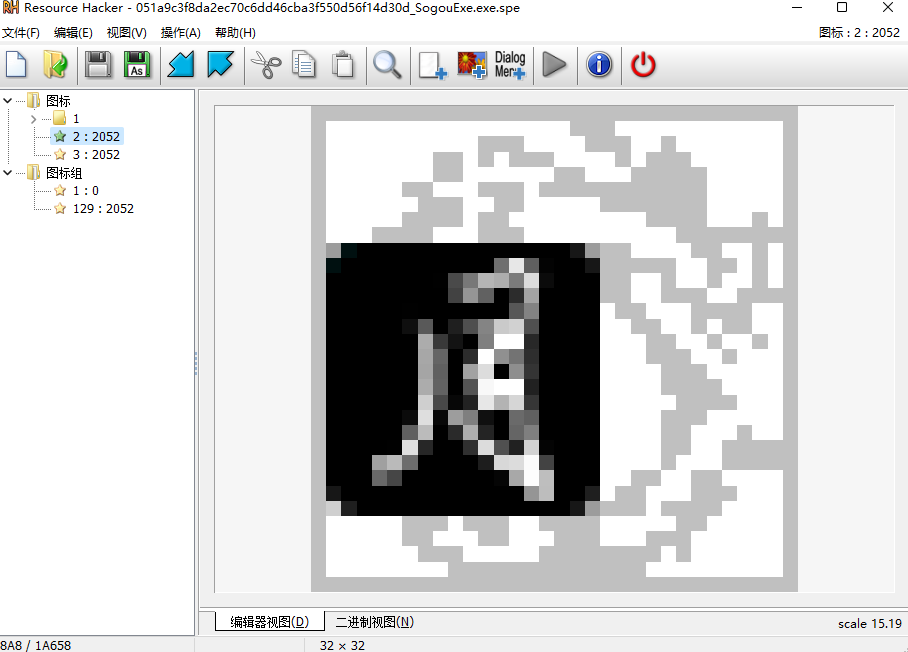 Resource Hacker - 051a9c3f8da2ec70c6dd46cba3f550d56f14d30d_SogouExe.exe.spe
文件(F) 编辑(E) 视图(V) 操作(A) 帮助(H) 图标 : 2 : 2052
As Dialog
Mer
图标
1
2 : 2052
3 : 2052
图标组
1 : 0
129 : 2052
编辑器视图(D) 二进制视图(N) scale 15.19
8A8 / 1A658 32 × 32